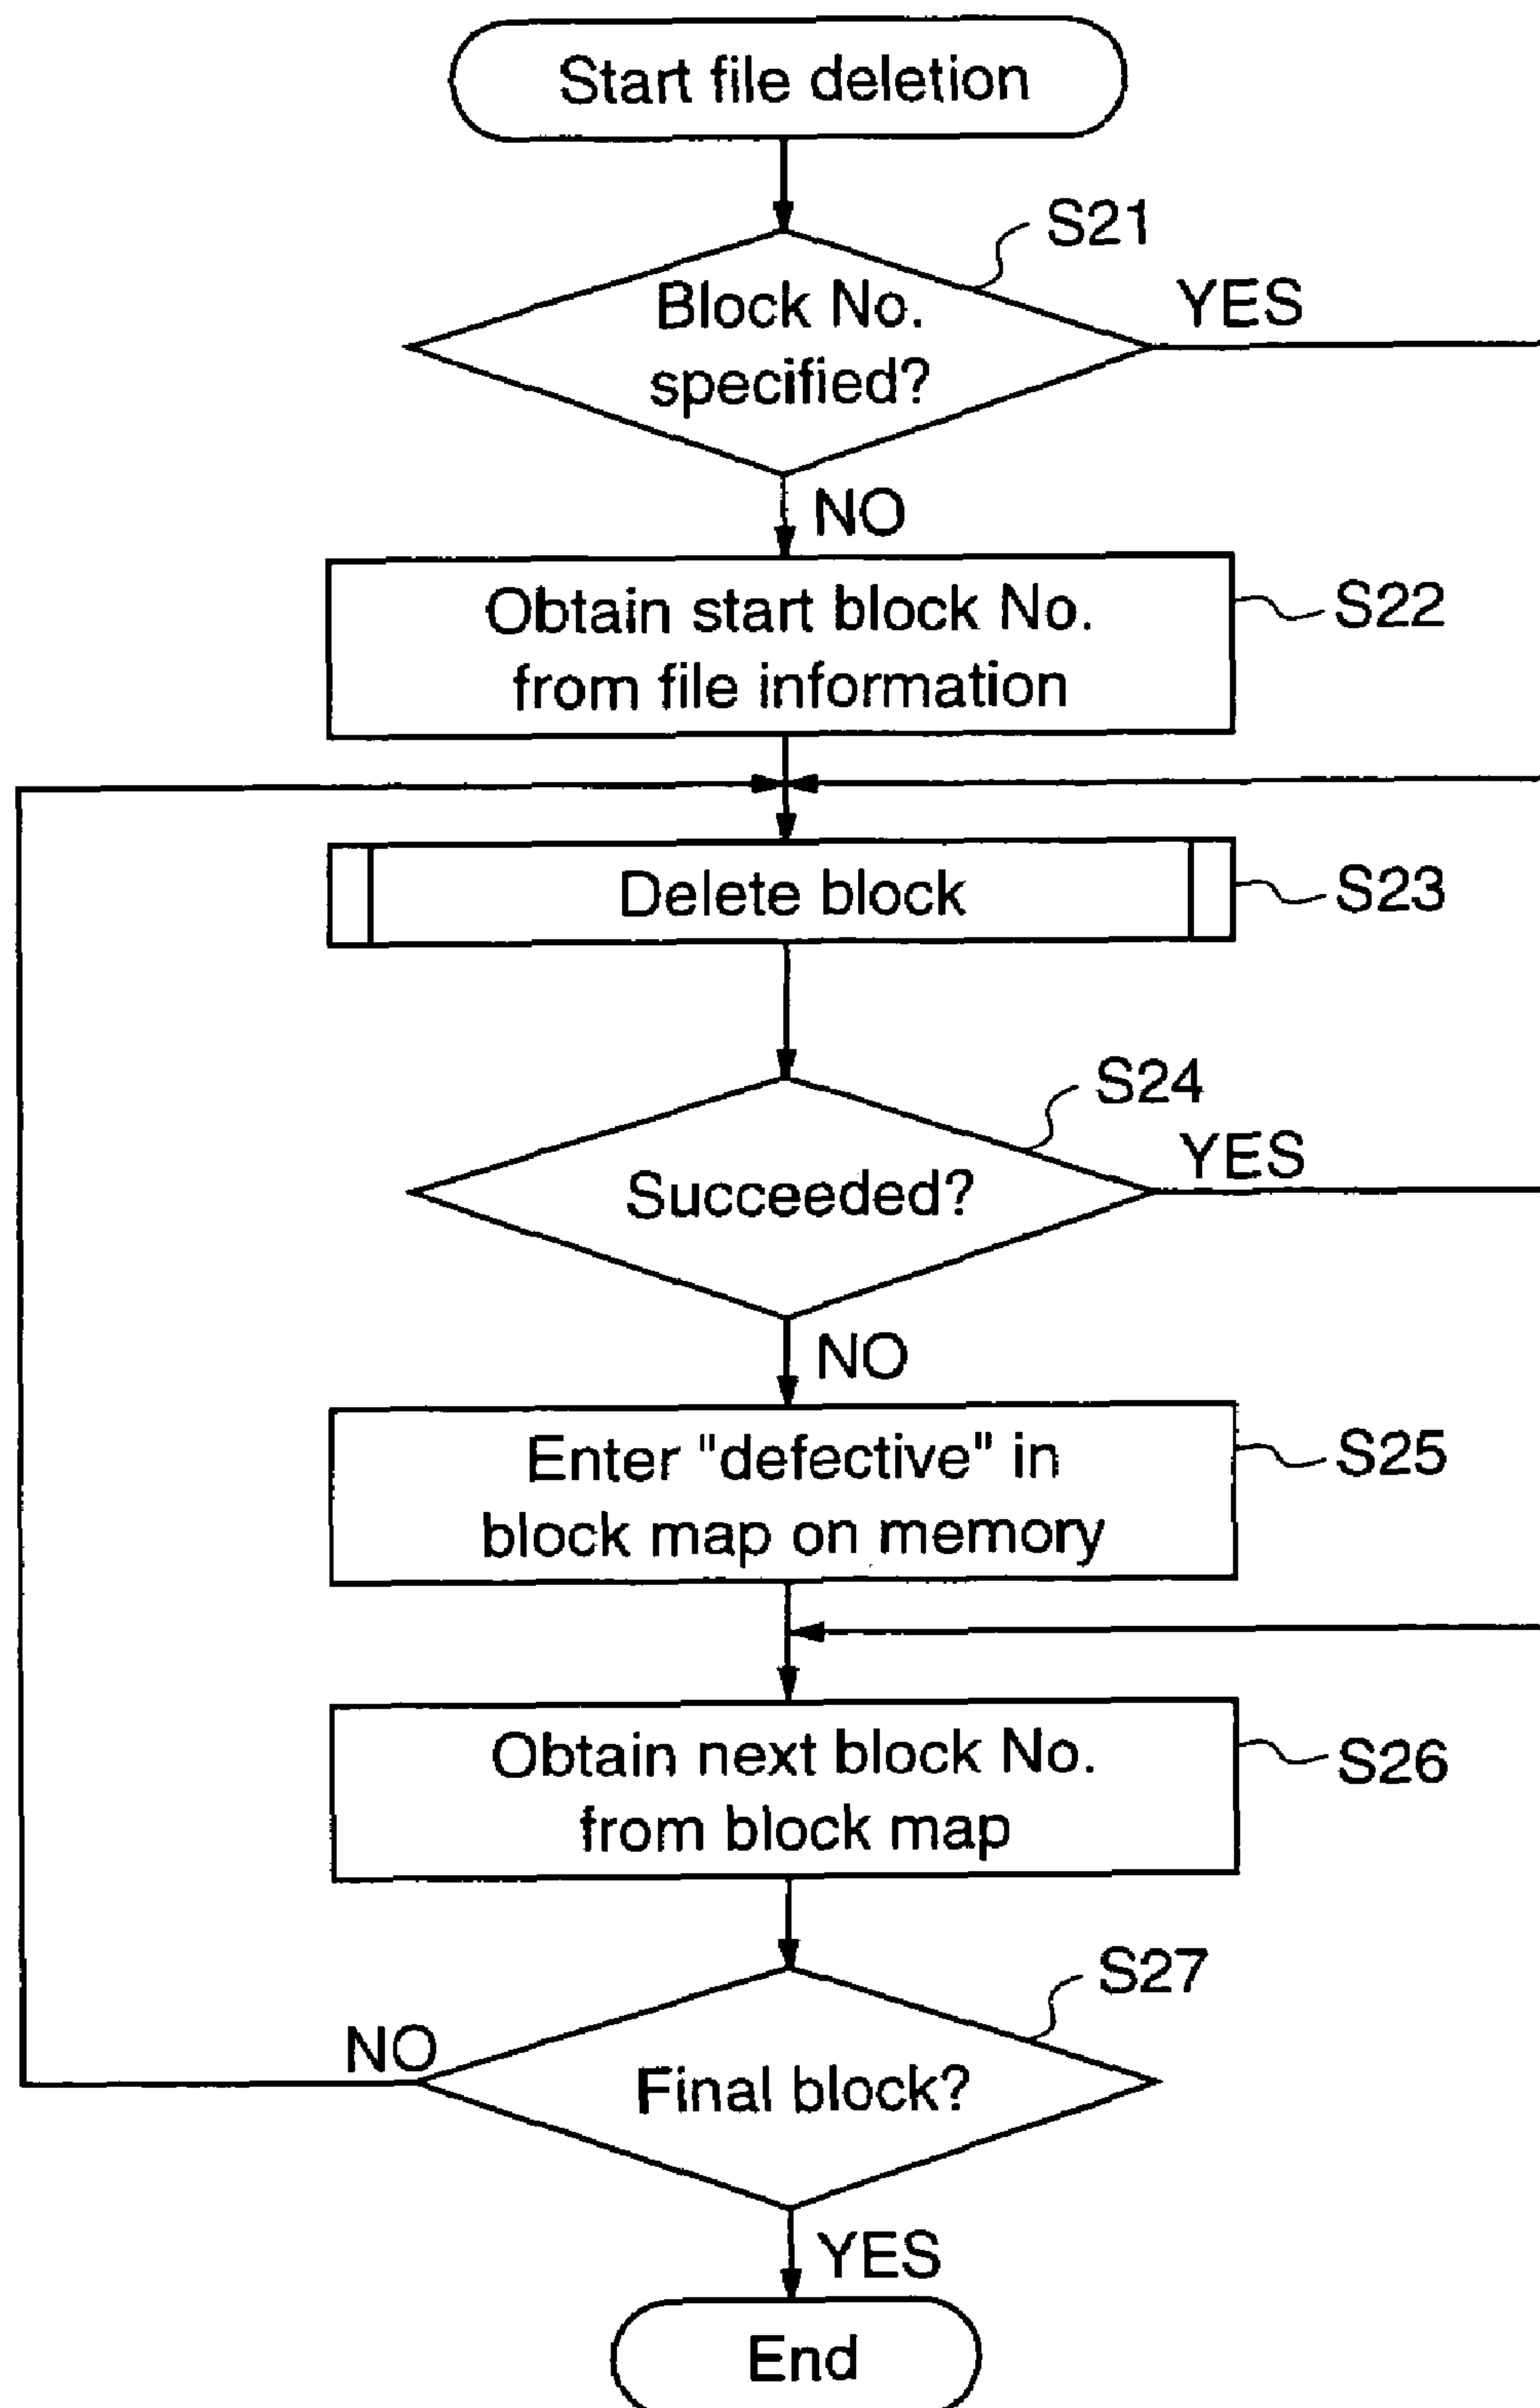 Start file deletion
S21
Block No.
specified?
YES
NO
Obtain start block No.
from file information
S22
Delete block
S23
S24
Succeeded?
YES
NO
Enter "defective" in
block map on memory
S25
Obtain next block No.
from block map
S26
S27
NO
Final block?
YES
End